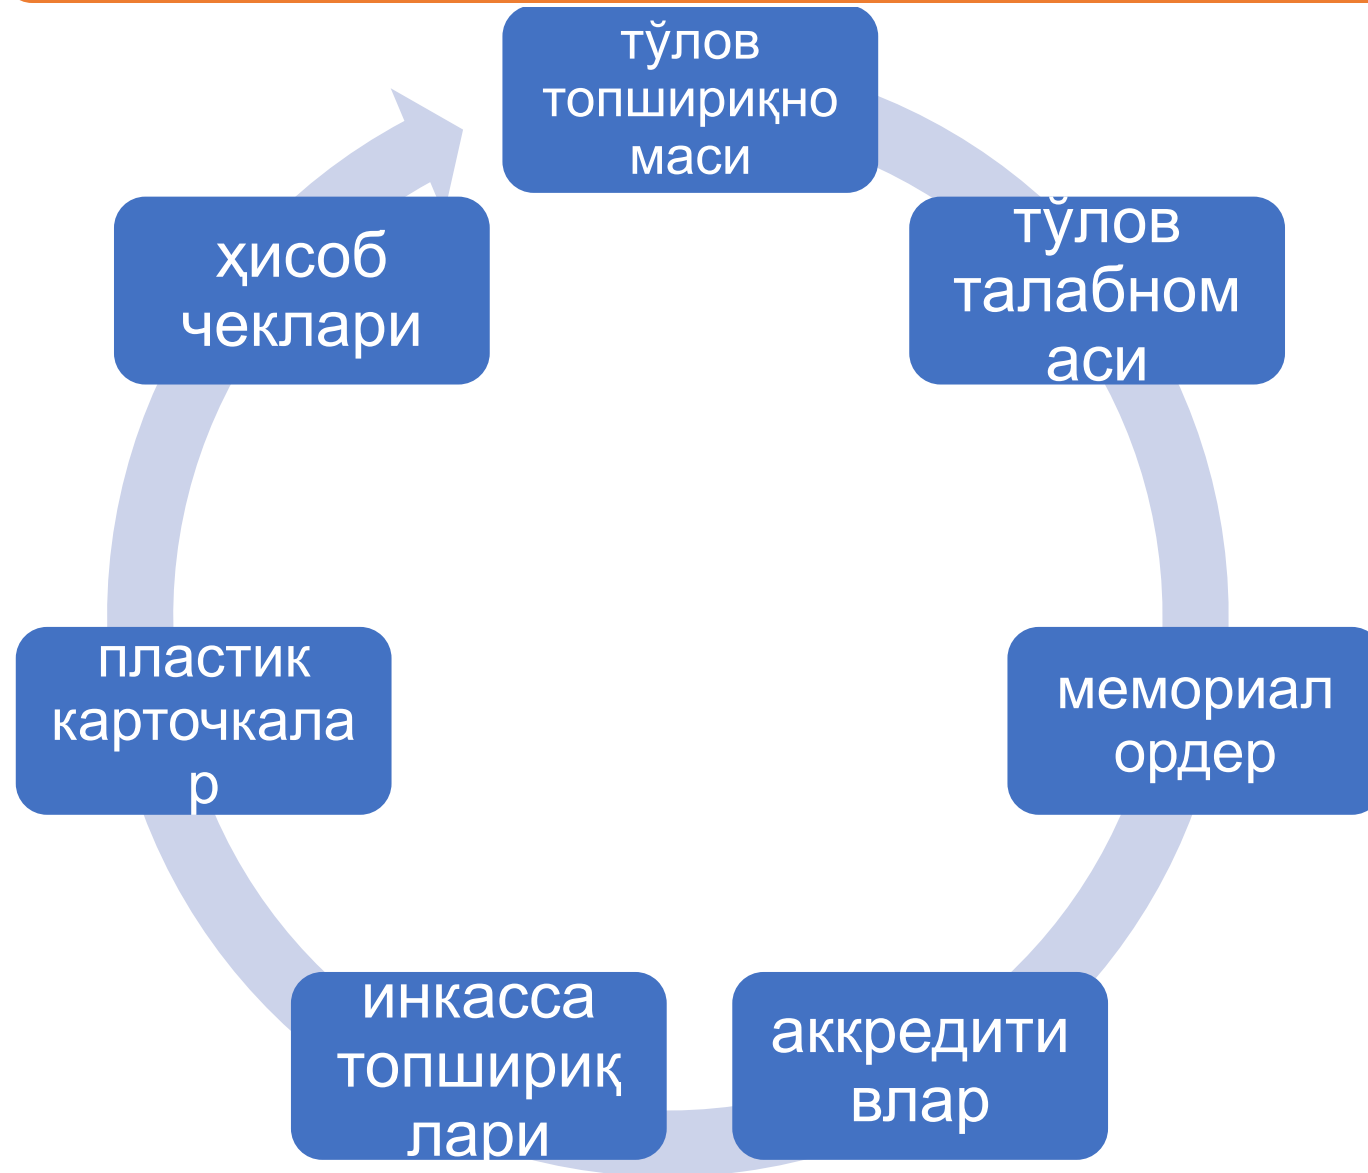 тўлов
топшириқно
маси
тўлов
талабном
аси
мемориал
ордер
аккредити
влар
инкасса
топшириқ
лари
пластик
карточкала
р
ҳисоб
чеклари